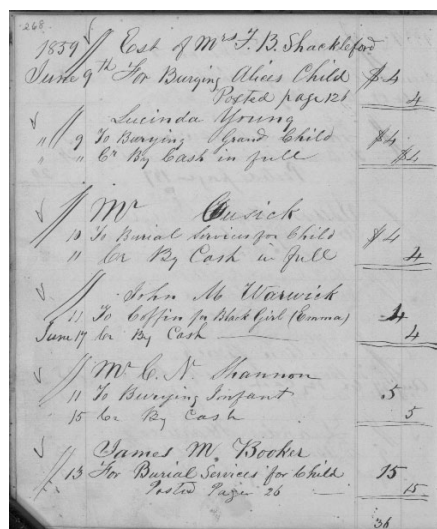 268
1859 // Est of Mrs F. B. Shackleford
June 9th For Burying Alices Child $4
Posted page 126 4
Lucinda Young
" 9 To Burying Grand Child $4
" Cr By Cash in full $4
// Mr Cusick
10 To Burial Services for Child $4
11 Cr By Cash in full 4
// John M Warwick
11 To Coffin for Black Girl (Emma) 4
June 17 Cr By Cash 4
// Mr C. N. Shannon
11 To Burying Infant 5
15 Cr By Cash 5
James M. Booker
// 13 For Burial Services for Child 15
Posted Page 26 15
36